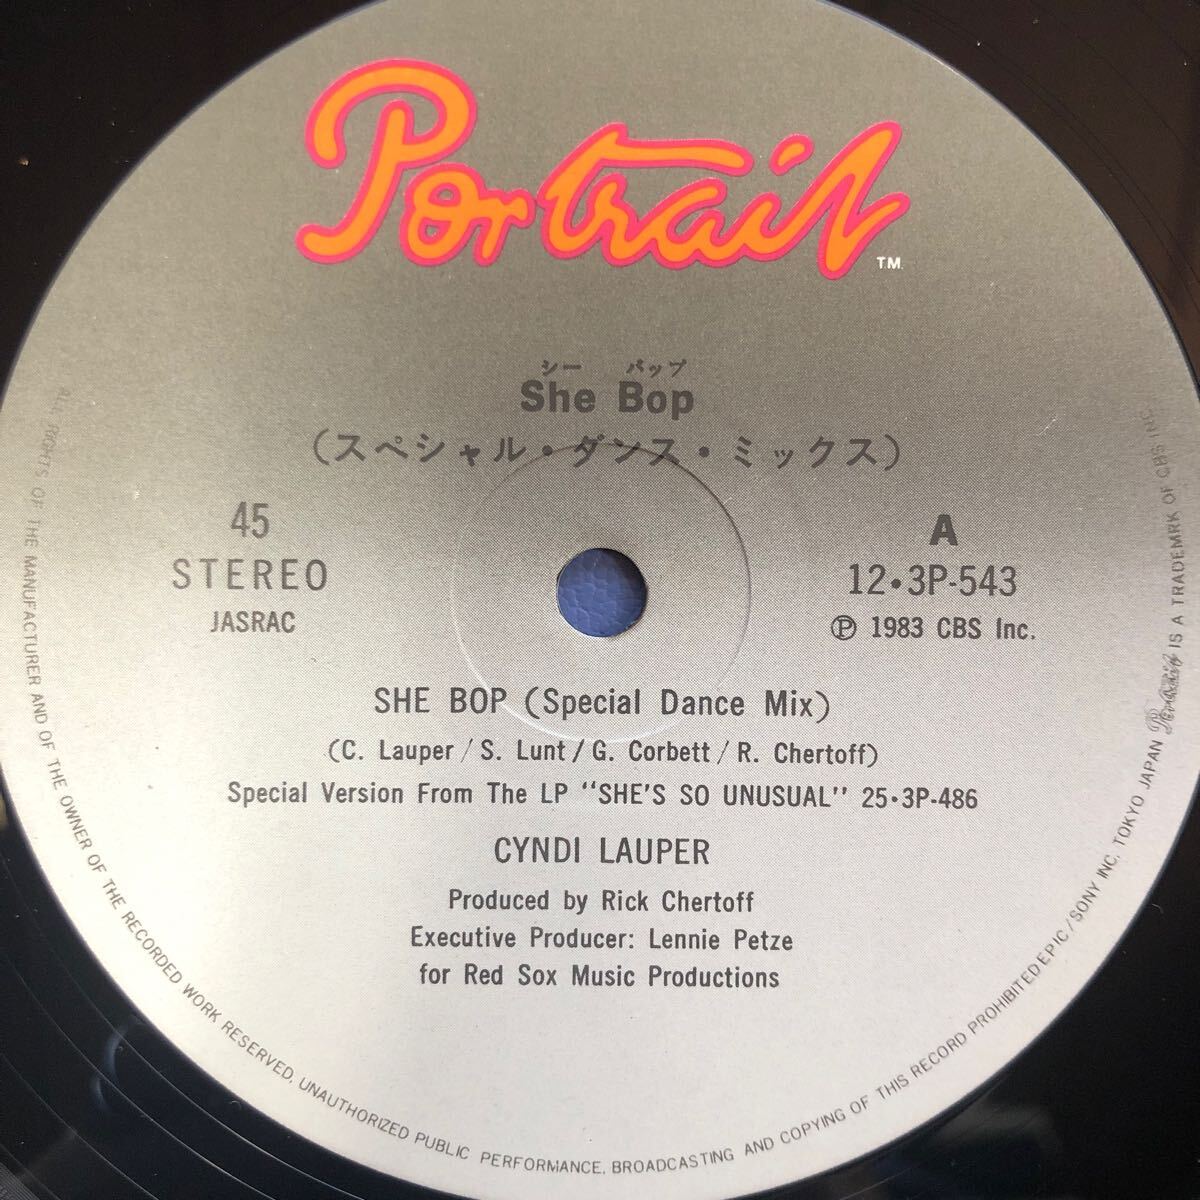 Portrait
T.M.
シー バップ
She Bop
(スペシャル・ダンス・ミックス)
45
STEREO
JASRAC
A
12・3P-543
Ⓟ 1983 CBS Inc.
SHE BOP (Special Dance Mix)
(C. Lauper / S. Lunt / G. Corbett / R. Chertoff)
Special Version From The LP "SHE'S SO UNUSUAL" 25・3P-486
CYNDI LAUPER
Produced by Rick Chertoff
Executive Producer: Lennie Petze
for Red Sox Music Productions
ALL RIGHTS OF THE MANUFACTURER AND OF THE OWNER OF THE RECORDED WORK RESERVED. UNAUTHORIZED PUBLIC PERFORMANCE, BROADCASTING AND COPYING OF THIS RECORD PROHIBITED EPIC/SONY INC. TOKYO JAPAN Portrait IS A TRADEMRK OF CBS INC.